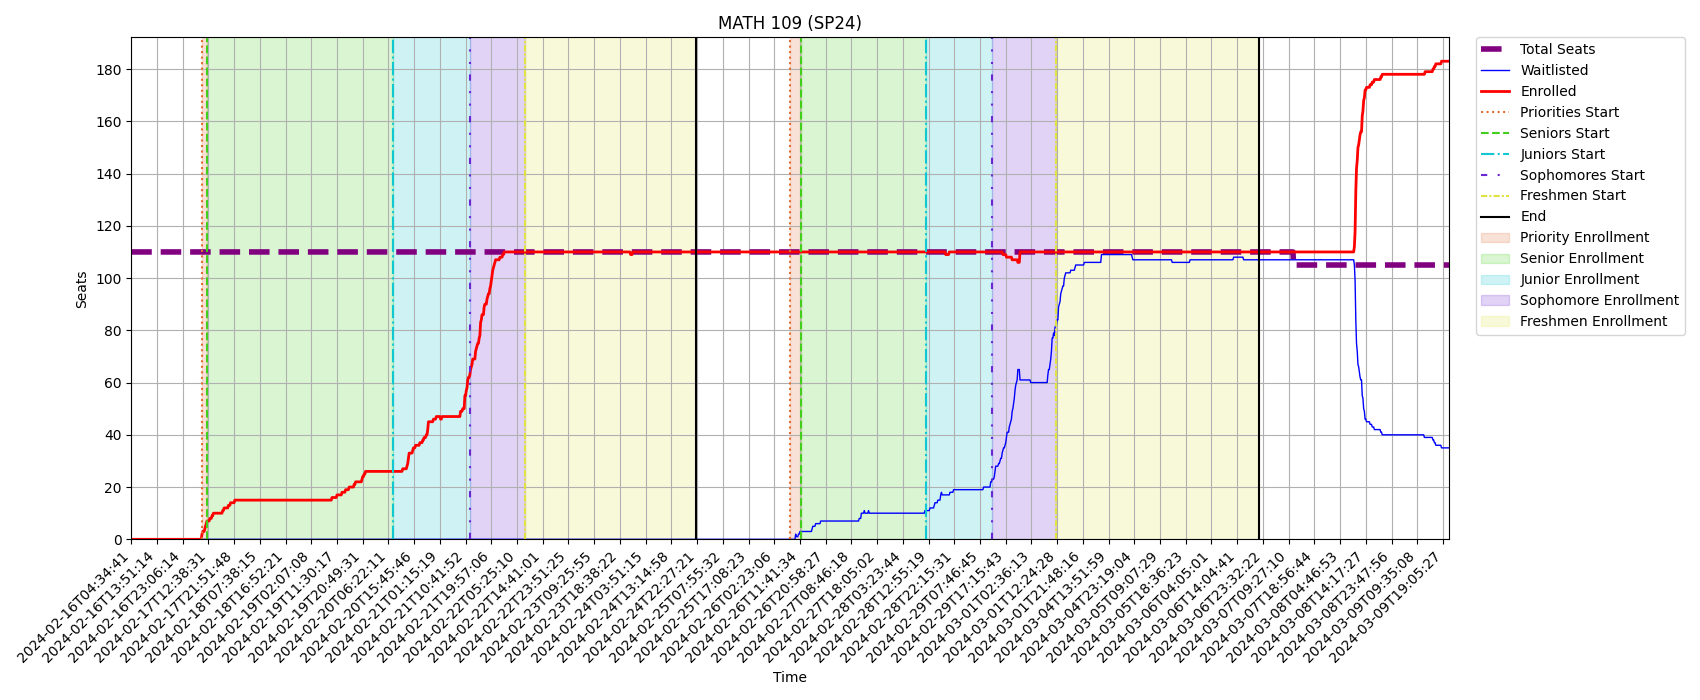 MATH 109 (SP24)
Seats
180
160
140
120
100
80
60
40
20
0
2024-02-16T04:34:41
2024-02-16T13:51:14
2024-02-16T23:06:14
2024-02-17T12:38:31
2024-02-17T21:51:48
2024-02-18T07:38:15
2024-02-18T16:52:21
2024-02-19T02:07:08
2024-02-19T11:30:17
2024-02-19T20:49:31
2024-02-20T06:22:11
2024-02-20T15:45:46
2024-02-21T01:15:19
2024-02-21T10:41:52
2024-02-21T19:57:06
2024-02-22T05:25:10
2024-02-22T14:41:01
2024-02-22T23:51:25
2024-02-23T09:25:55
2024-02-23T18:38:22
2024-02-24T03:51:15
2024-02-24T13:14:58
2024-02-24T22:27:21
2024-02-25T07:55:32
2024-02-25T17:08:23
2024-02-26T02:23:06
2024-02-26T11:41:34
2024-02-26T20:58:27
2024-02-27T08:46:18
2024-02-27T18:05:02
2024-02-28T03:23:44
2024-02-28T12:55:19
2024-02-28T22:15:31
2024-02-29T07:46:45
2024-02-29T17:15:43
2024-03-01T02:36:13
2024-03-01T12:24:28
2024-03-01T21:48:16
2024-03-04T13:51:59
2024-03-04T23:19:04
2024-03-05T09:07:29
2024-03-05T18:36:23
2024-03-06T04:05:01
2024-03-06T14:04:41
2024-03-06T23:32:22
2024-03-07T09:27:10
2024-03-07T18:56:44
2024-03-08T04:46:53
2024-03-08T14:17:27
2024-03-08T23:47:56
2024-03-09T09:35:08
2024-03-09T19:05:27
Time
Total Seats
Waitlisted
Enrolled
Priorities Start
Seniors Start
Juniors Start
Sophomores Start
Freshmen Start
End
Priority Enrollment
Senior Enrollment
Junior Enrollment
Sophomore Enrollment
Freshmen Enrollment